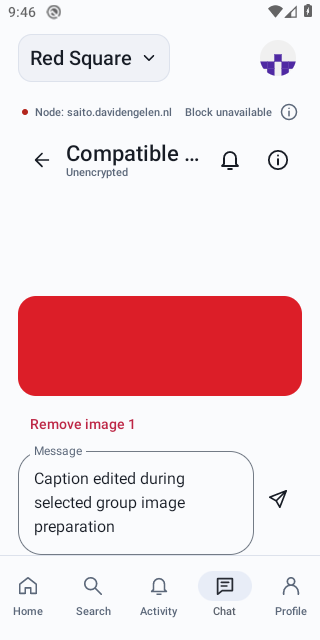 9:46
Red Square
Node: saito.davidengelen.nl Block unavailable
Compatible ...
Unencrypted
Remove image 1
Message
Caption edited during
selected group image
preparation
Home Search Activity Chat Profile